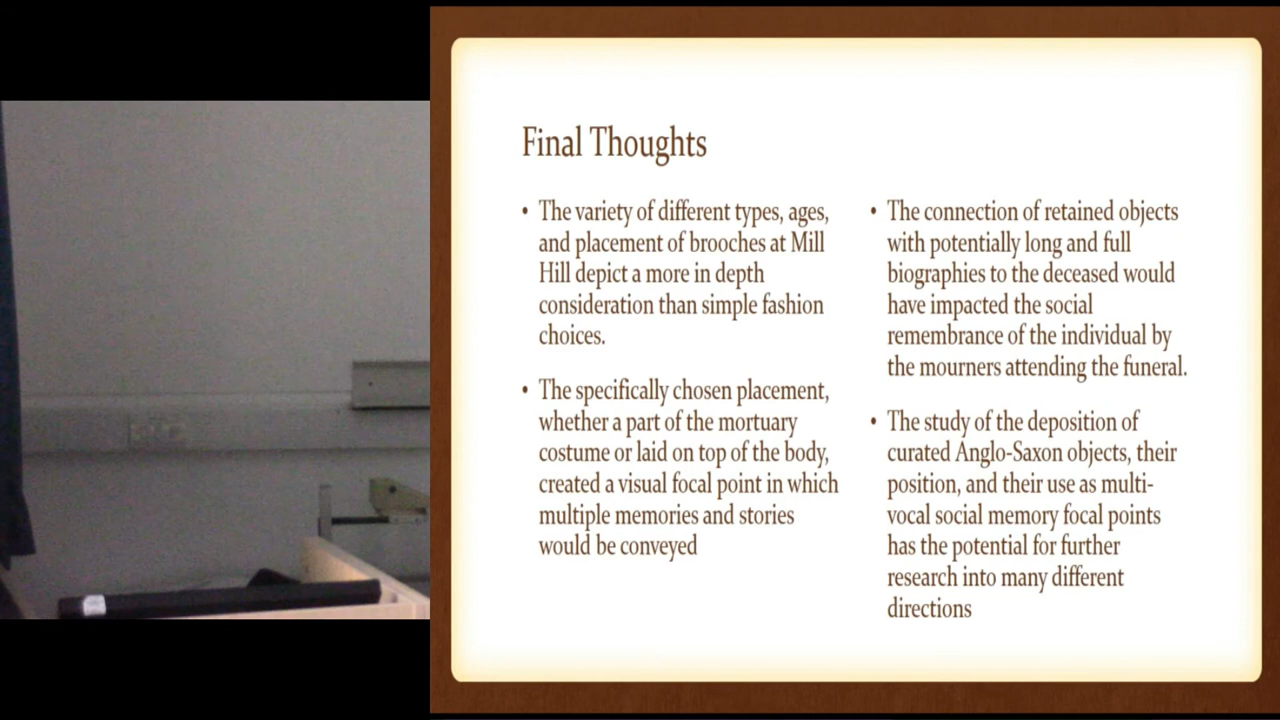 Final Thoughts
• The variety of different types, ages,
and placement of brooches at Mill
Hill depict a more in depth
consideration than simple fashion
choices.
• The specifically chosen placement,
whether a part of the mortuary
costume or laid on top of the body,
created a visual focal point in which
multiple memories and stories
would be conveyed
• The connection of retained objects
with potentially long and full
biographies to the deceased would
have impacted the social
remembrance of the individual by
the mourners attending the funeral.
• The study of the deposition of
curated Anglo-Saxon objects, their
position, and their use as multi-
vocal social memory focal points
has the potential for further
research into many different
directions